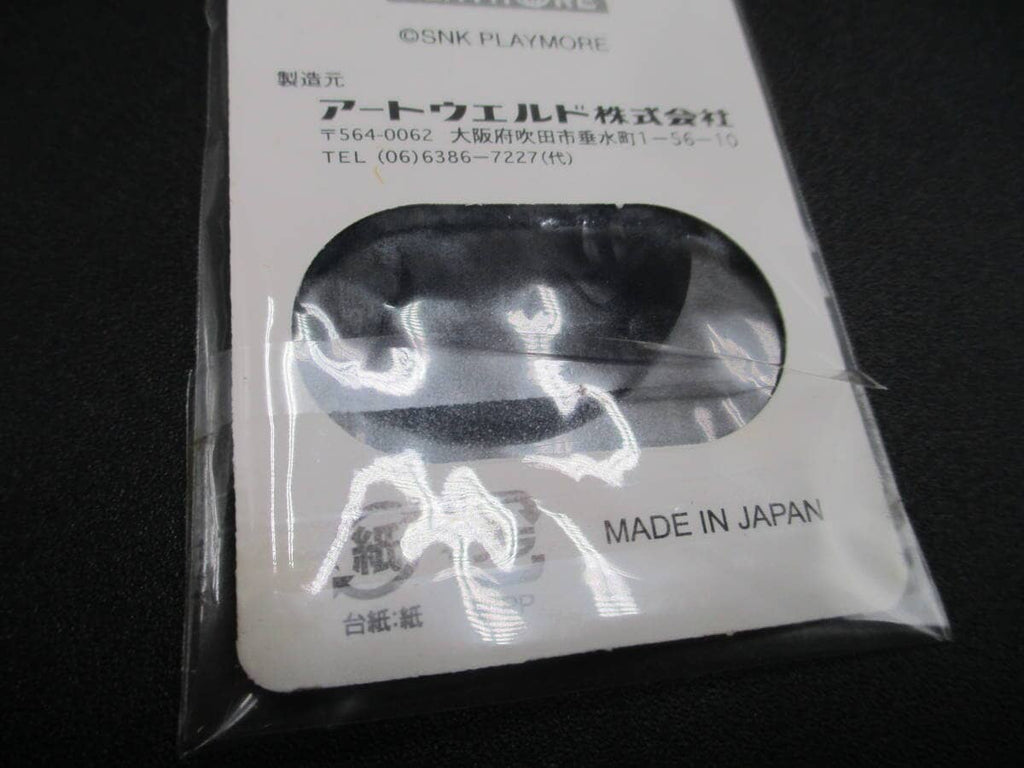 ©SNK PLAYMORE
製造元
アートウエルド株式会社
〒564-0062 大阪府吹田市垂水町1-56-10
TEL (06)6386-7227(代)
MADE IN JAPAN
紙
台紙:紙